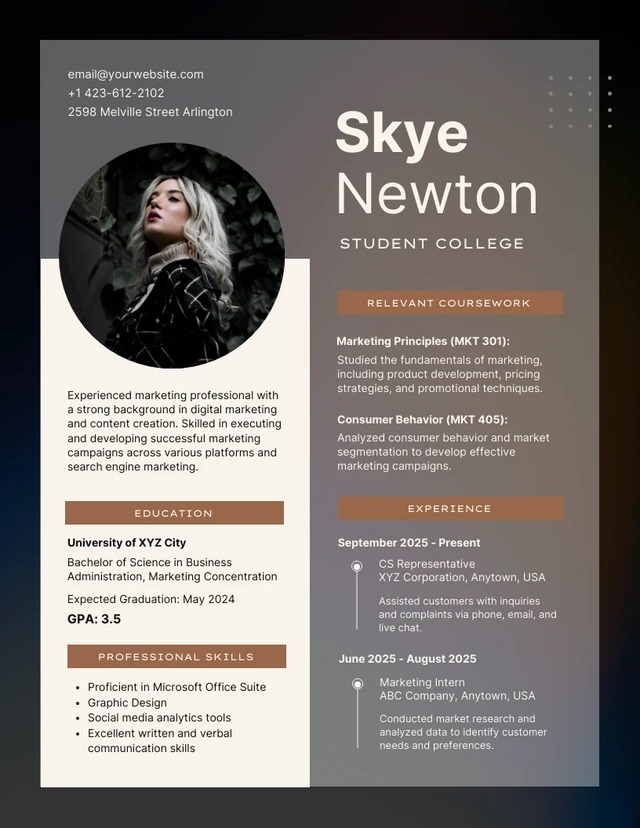 email@yourwebsite.com
+1 423-612-2102
2598 Melville Street Arlington
Skye
Newton
STUDENT COLLEGE
Experienced marketing professional with
a strong background in digital marketing
and content creation. Skilled in executing
and developing successful marketing
campaigns across various platforms and
search engine marketing.
EDUCATION
University of XYZ City
Bachelor of Science in Business
Administration, Marketing Concentration
Expected Graduation: May 2024
GPA: 3.5
PROFESSIONAL SKILLS
• Proficient in Microsoft Office Suite
• Graphic Design
• Social media analytics tools
• Excellent written and verbal
communication skills
RELEVANT COURSEWORK
Marketing Principles (MKT 301):
Studied the fundamentals of marketing,
including product development, pricing
strategies, and promotional techniques.
Consumer Behavior (MKT 405):
Analyzed consumer behavior and market
segmentation to develop effective
marketing campaigns.
EXPERIENCE
September 2025 - Present
CS Representative
XYZ Corporation, Anytown, USA
Assisted customers with inquiries
and complaints via phone, email, and
live chat.
June 2025 - August 2025
Marketing Intern
ABC Company, Anytown, USA
Conducted market research and
analyzed data to identify customer
needs and preferences.